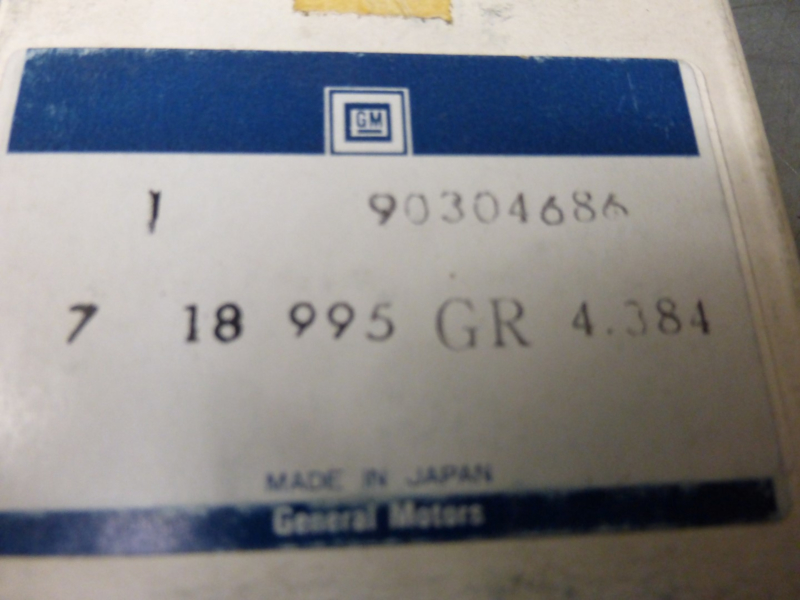 GM
1 90304686
7 18 995 GR 4.384
MADE IN JAPAN
General Motors